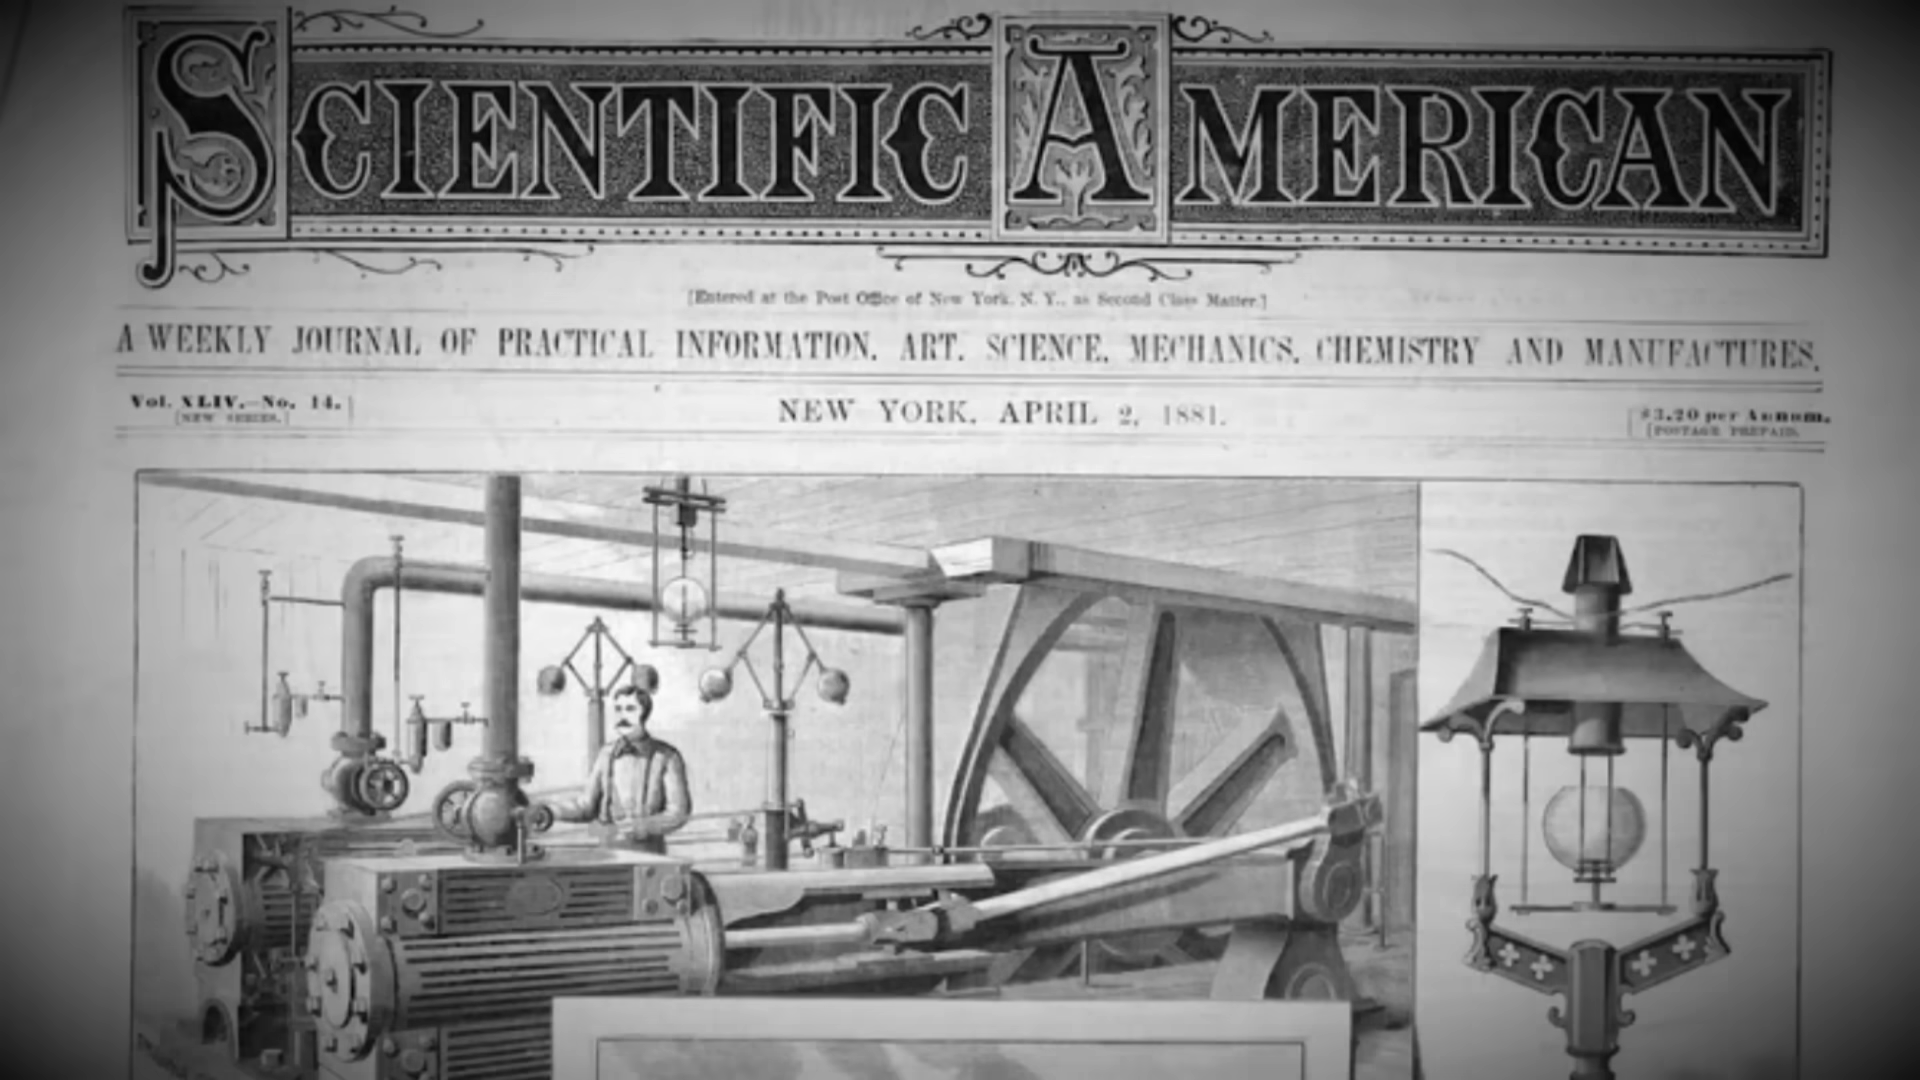 SCIENTIFIC AMERICAN
[Entered at the Post Office of New York, N. Y., as Second Class Matter.]
A WEEKLY JOURNAL OF PRACTICAL INFORMATION, ART, SCIENCE, MECHANICS, CHEMISTRY AND MANUFACTURES.
Vol. XLIV.—No. 14.
[NEW SERIES.]
NEW YORK, APRIL 2, 1881.
$3.20 per Annum.
[POSTAGE PREPAID.